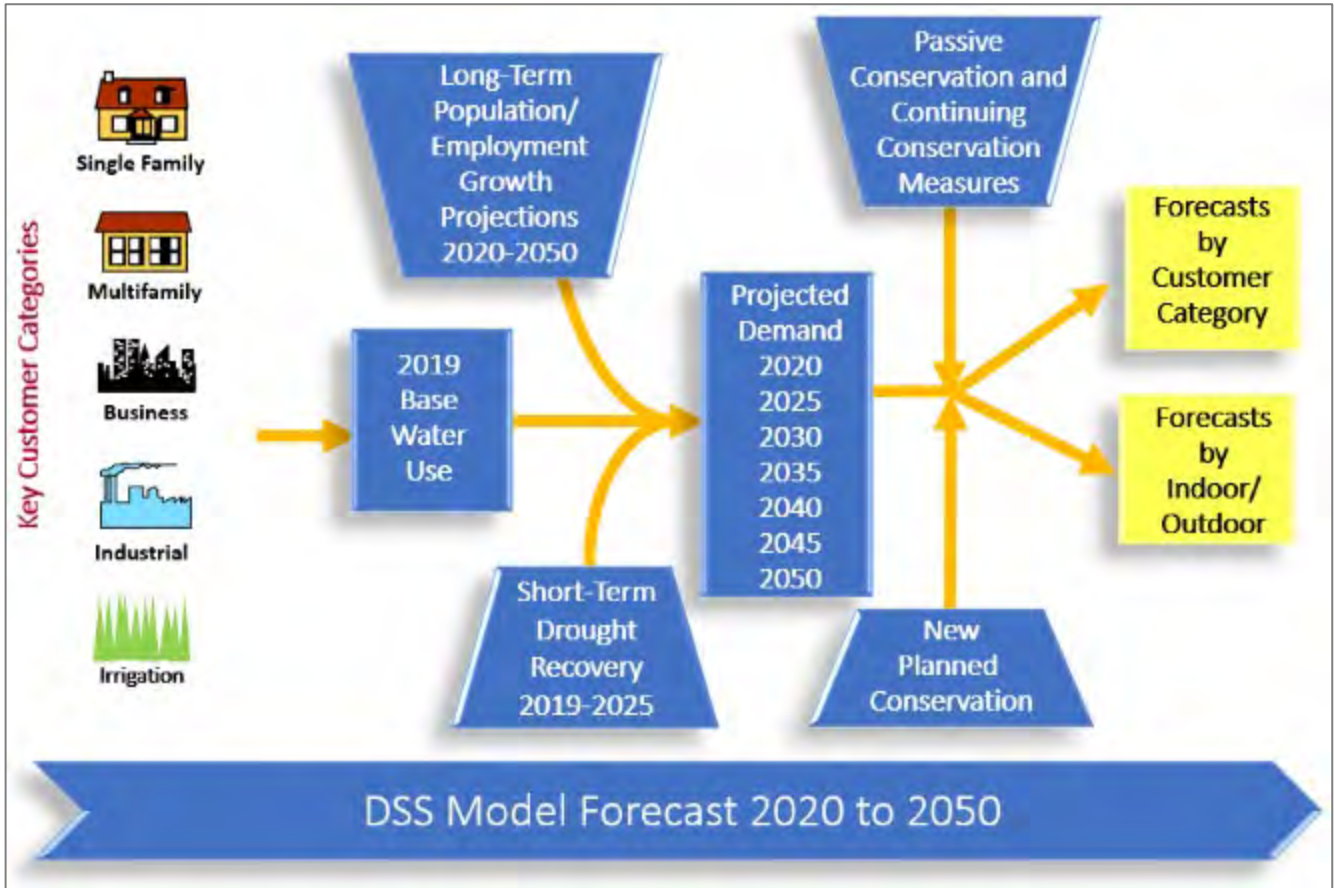 Key Customer Categories
Single Family
Multifamily
Business
Industrial
Irrigation
2019
Base
Water
Use
Long-Term
Population/
Employment
Growth
Projections
2020-2050
Short-Term
Drought
Recovery
2019-2025
Projected
Demand
2020
2025
2030
2035
2040
2045
2050
Passive
Conservation and
Continuing
Conservation
Measures
New
Planned
Conservation
Forecasts
by
Customer
Category
Forecasts
by
Indoor/
Outdoor
DSS Model Forecast 2020 to 2050